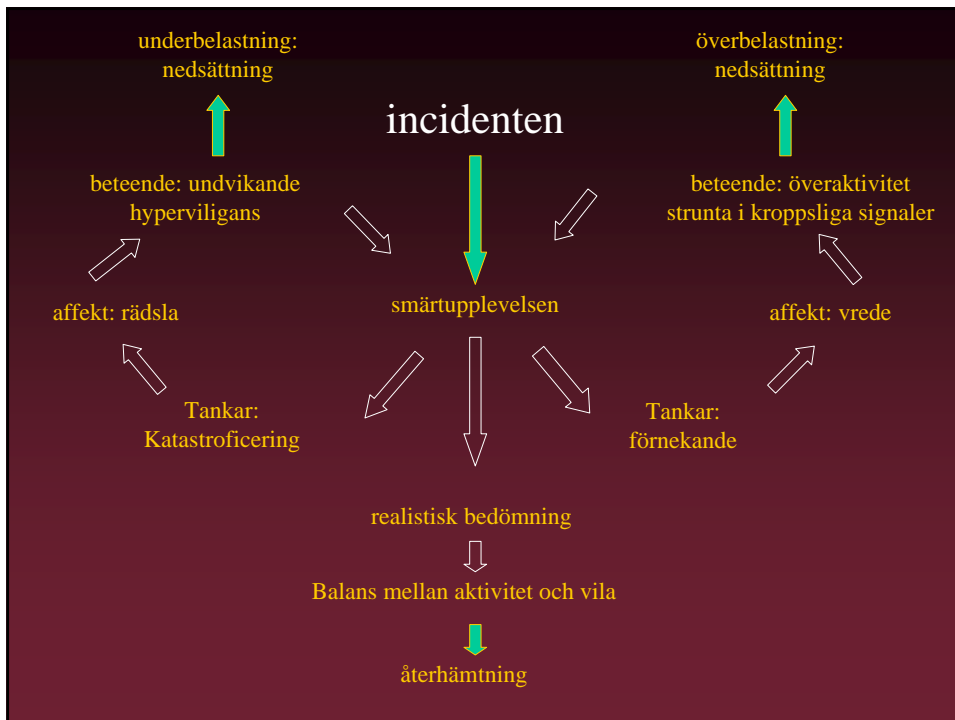 underbelastning:
nedsättning
överbelastning:
nedsättning
incidenten
beteende: undvikande
hyperviligans
beteende: överaktivitet
strunta i kroppsliga signaler
affekt: rädsla
smärtupplevelsen
affekt: vrede
Tankar:
Katastroficering
Tankar:
förnekande
realistisk bedömning
Balans mellan aktivitet och vila
återhämtning